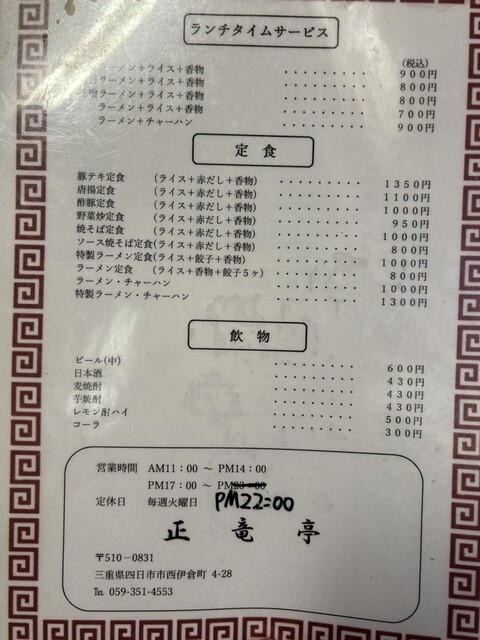 ランチタイムサービス
(税込)
ラーメン+ライス+香物 ········· 900円
ラーメン+ライス+香物 ········· 800円
ラーメン+ライス+香物 ········· 800円
ラーメン+ライス+香物 ········· 700円
ラーメン+チャーハン ········· 900円
定食
豚テキ定食 (ライス+赤だし+香物) ········· 1350円
唐揚定食 (ライス+赤だし+香物) ········· 1100円
酢豚定食 (ライス+赤だし+香物) ········· 1000円
野菜炒定食 (ライス+赤だし+香物) ········· 950円
焼そば定食 (ライス+赤だし+香物) ········· 1000円
ソース焼そば定食(ライス+赤だし+香物) ········· 800円
特製ラーメン定食(ライス+餃子+香物) ········· 1000円
ラーメン定食 (ライス+香物+餃子5ヶ) ········· 800円
ラーメン・チャーハン ········· 1000円
特製ラーメン・チャーハン ········· 1300円
飲物
ビール(中) ········· 600円
日本酒 ········· 430円
麦焼酎 ········· 430円
芋焼酎 ········· 430円
レモン酎ハイ ········· 500円
コーラ ········· 300円
営業時間 AM11:00 ～ PM14:00
PM17:00 ～ PM23:00
定休日 毎週火曜日 PM22:00
正竜亭
〒510-0831
三重県四日市市西伊倉町 4-28
℡ 059-351-4553